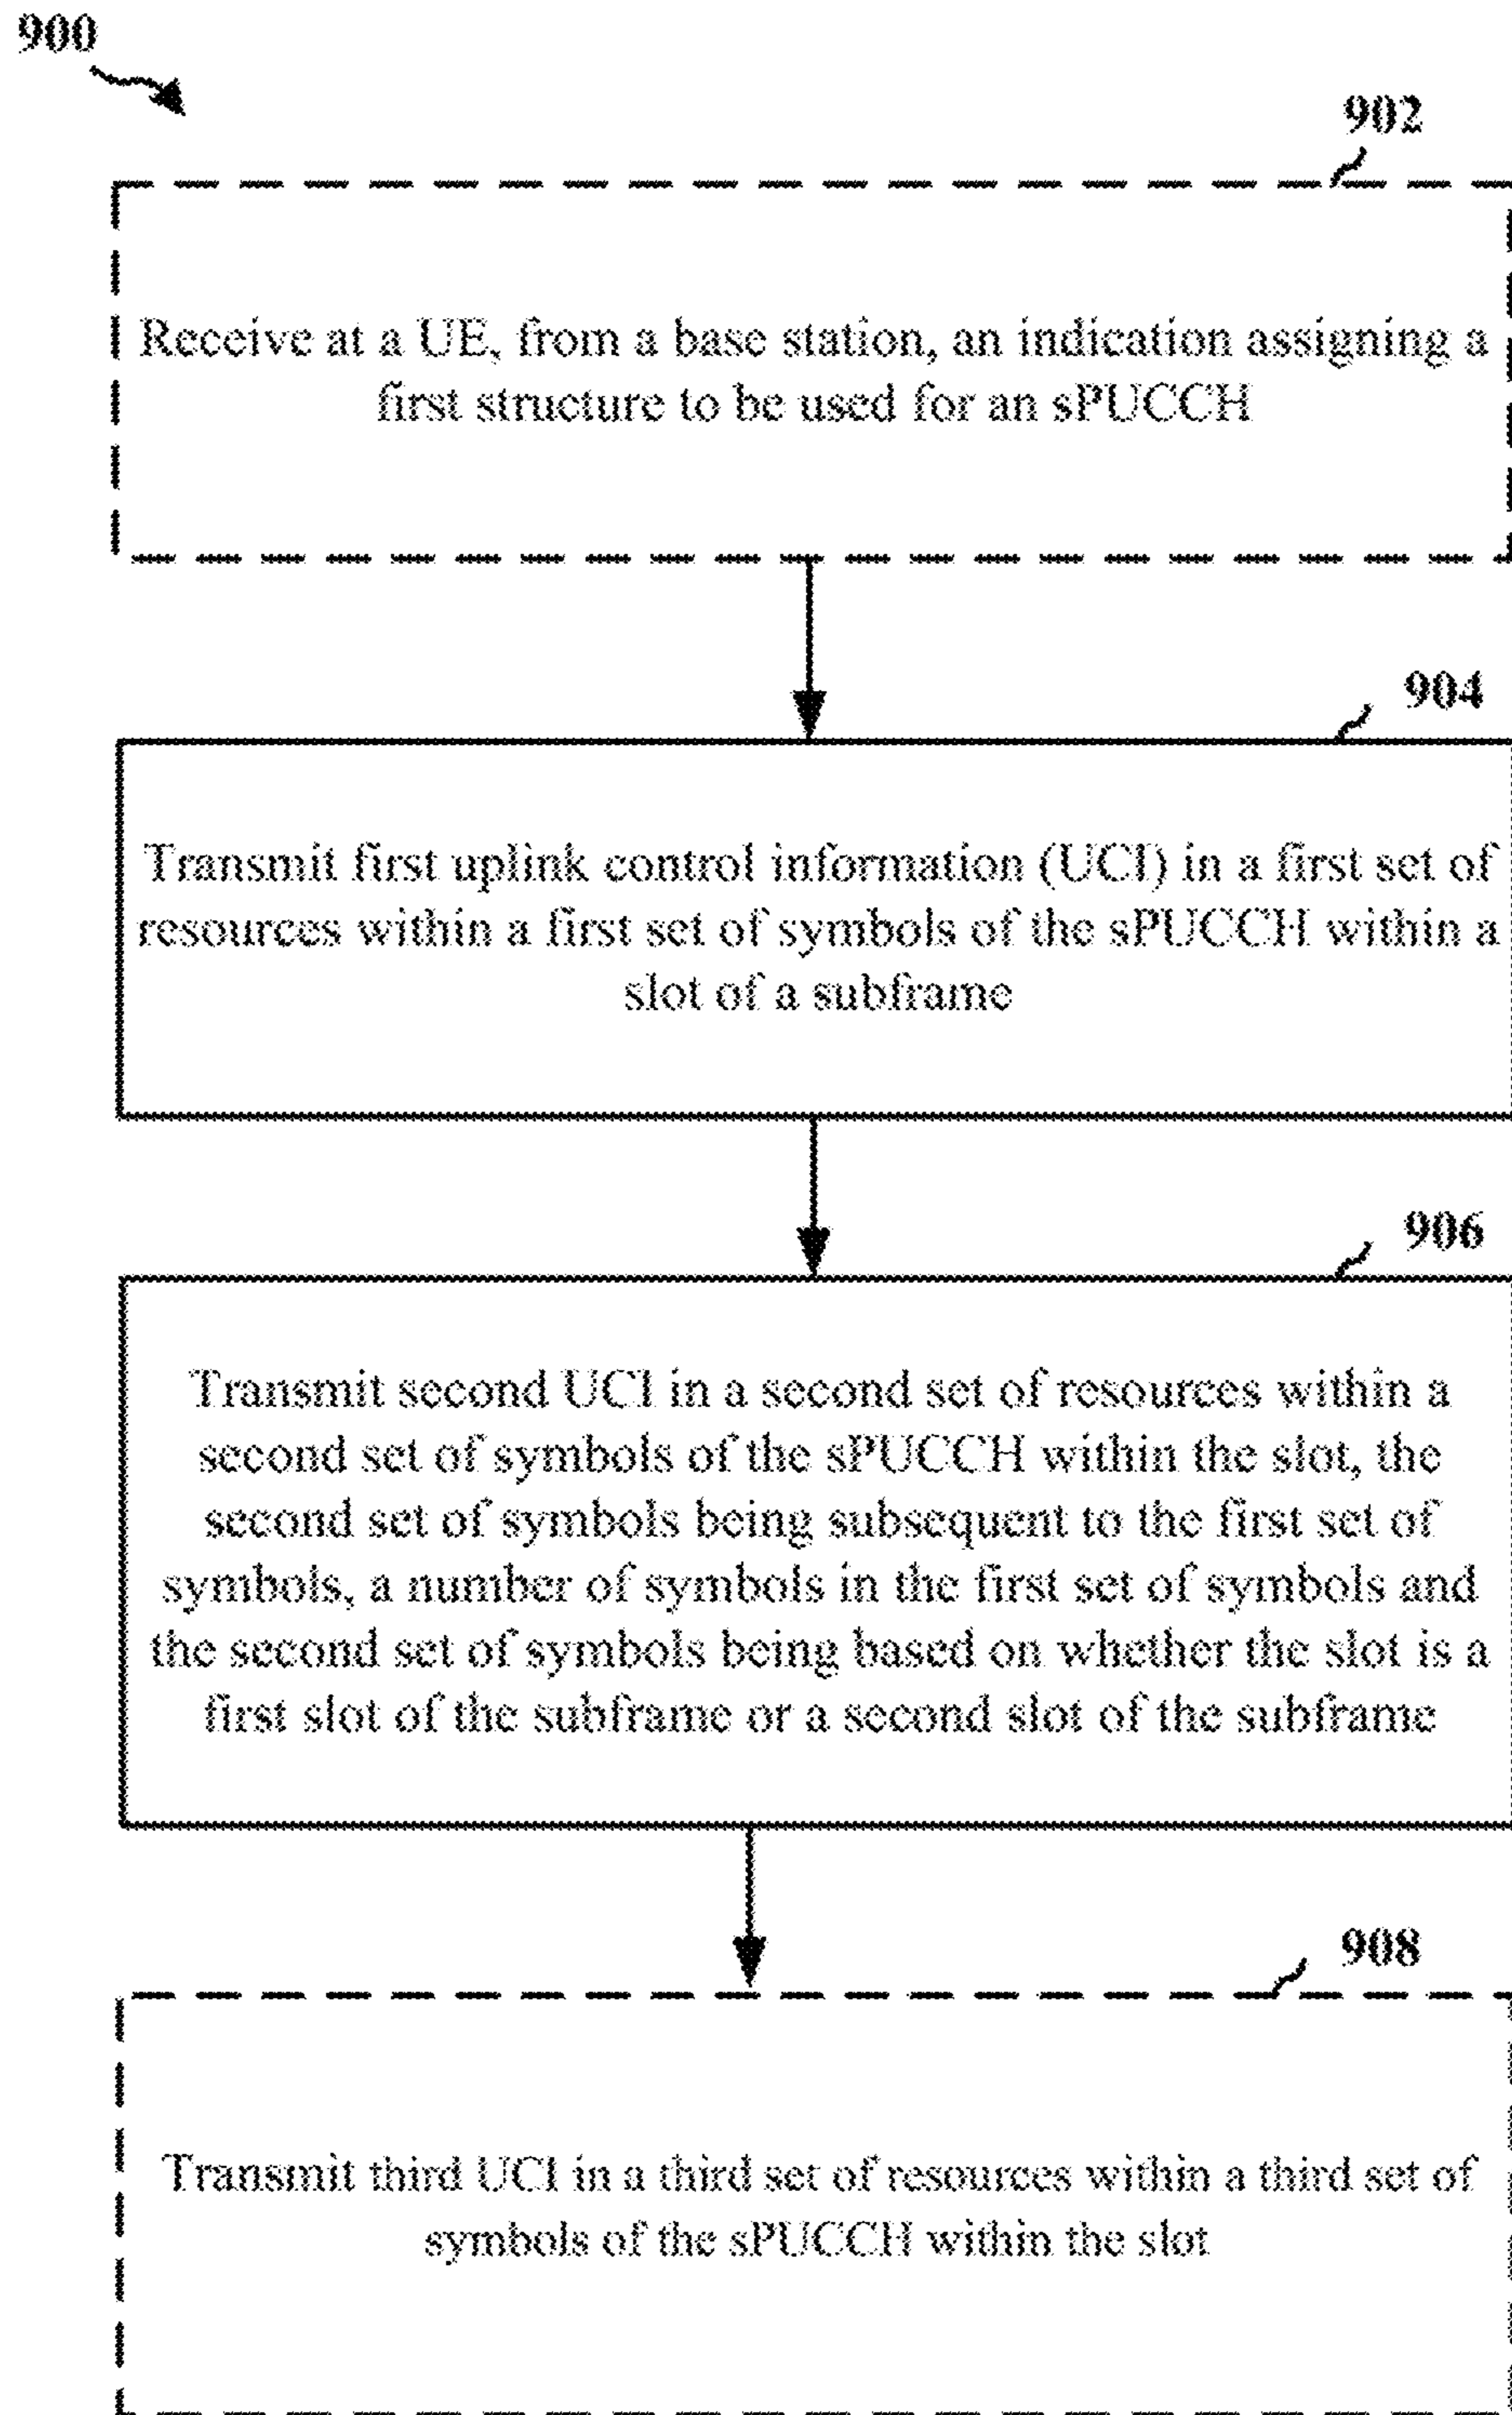 900
902
Receive at a UE, from a base station, an indication assigning a
first structure to be used for an sPUCCH
904
Transmit first uplink control information (UCI) in a first set of
resources within a first set of symbols of the sPUCCH within a
slot of a subframe
906
Transmit second UCI in a second set of resources within a
second set of symbols of the sPUCCH within the slot, the
second set of symbols being subsequent to the first set of
symbols, a number of symbols in the first set of symbols and
the second set of symbols being based on whether the slot is a
first slot of the subframe or a second slot of the subframe
908
Transmit third UCI in a third set of resources within a third set of
symbols of the sPUCCH within the slot